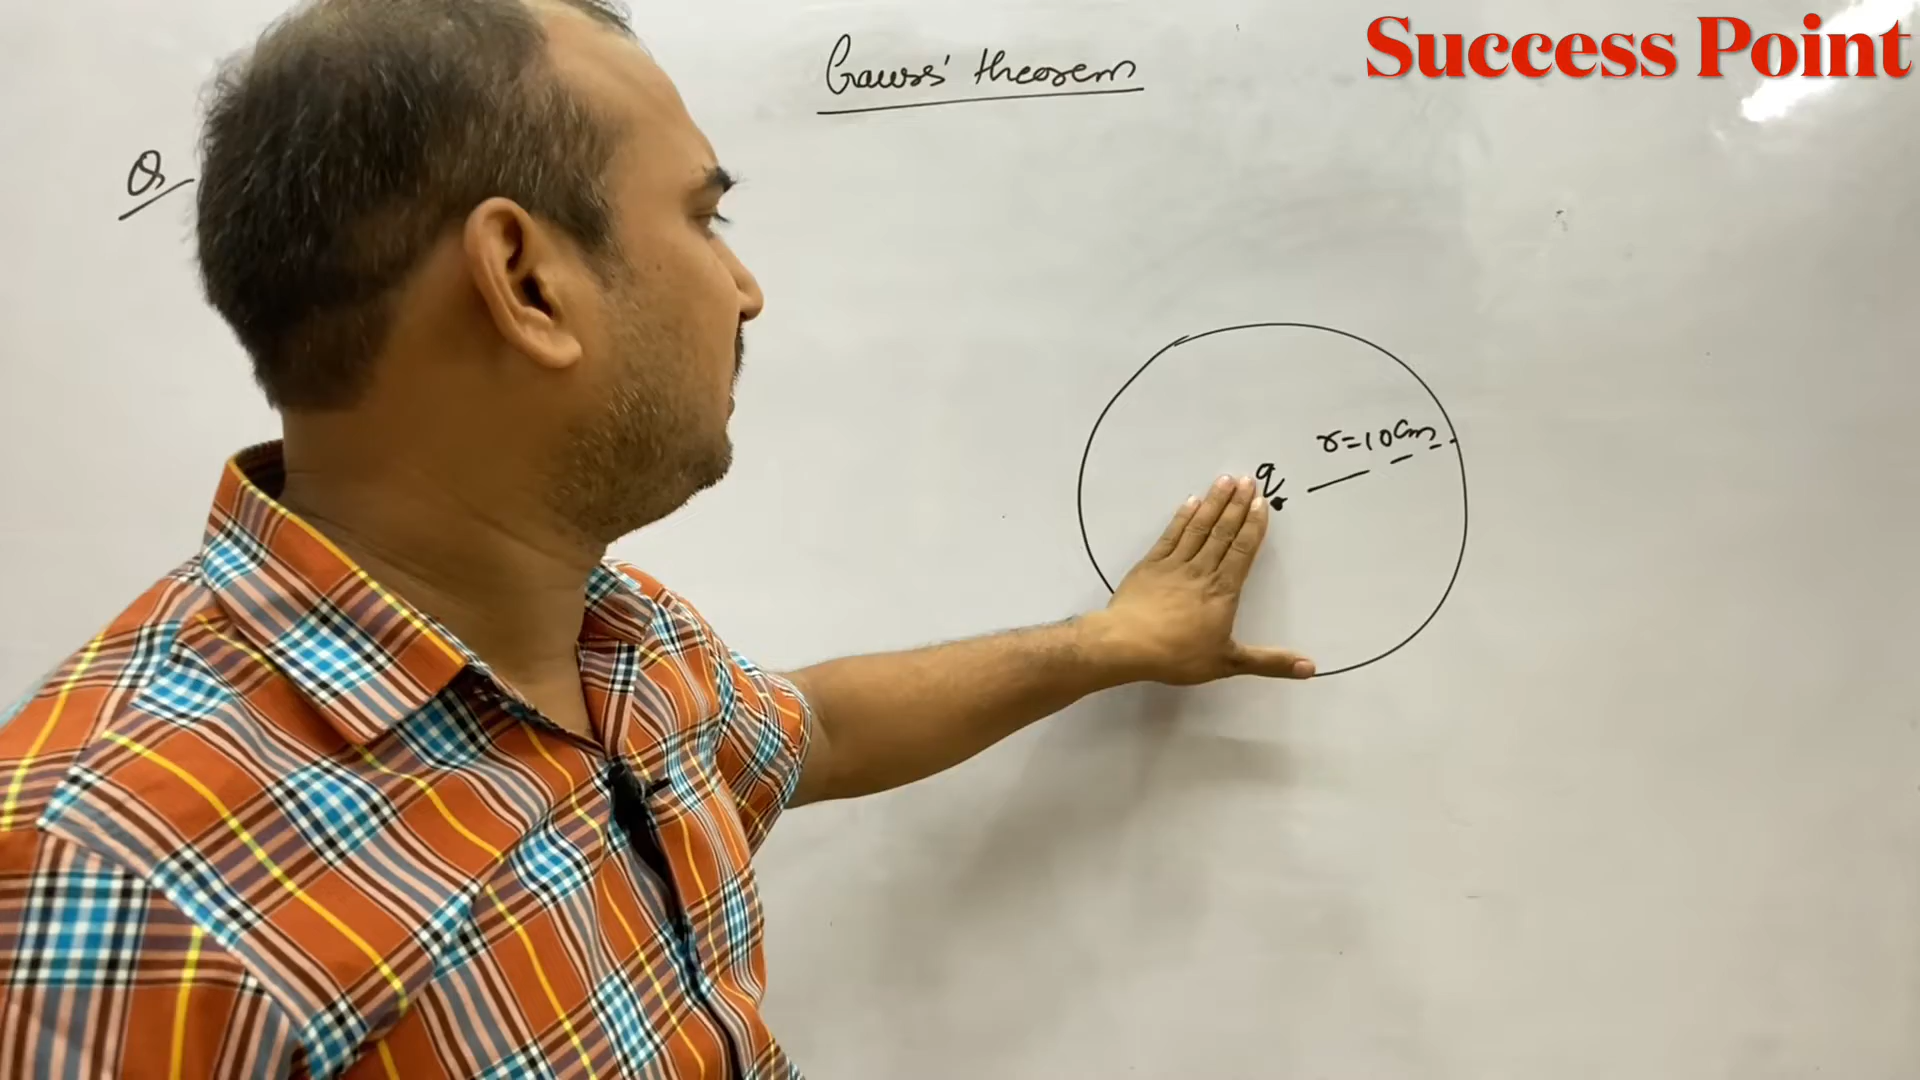 Success Point
Gauss' theorem
Q
r=10cm
q